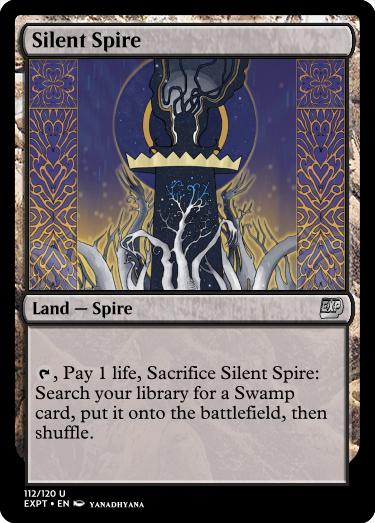 Silent Spire
Land — Spire
EXP
, Pay 1 life, Sacrifice Silent Spire:
Search your library for a Swamp
card, put it onto the battlefield, then
shuffle.
112/120 U
EXPT • EN YANADHYANA